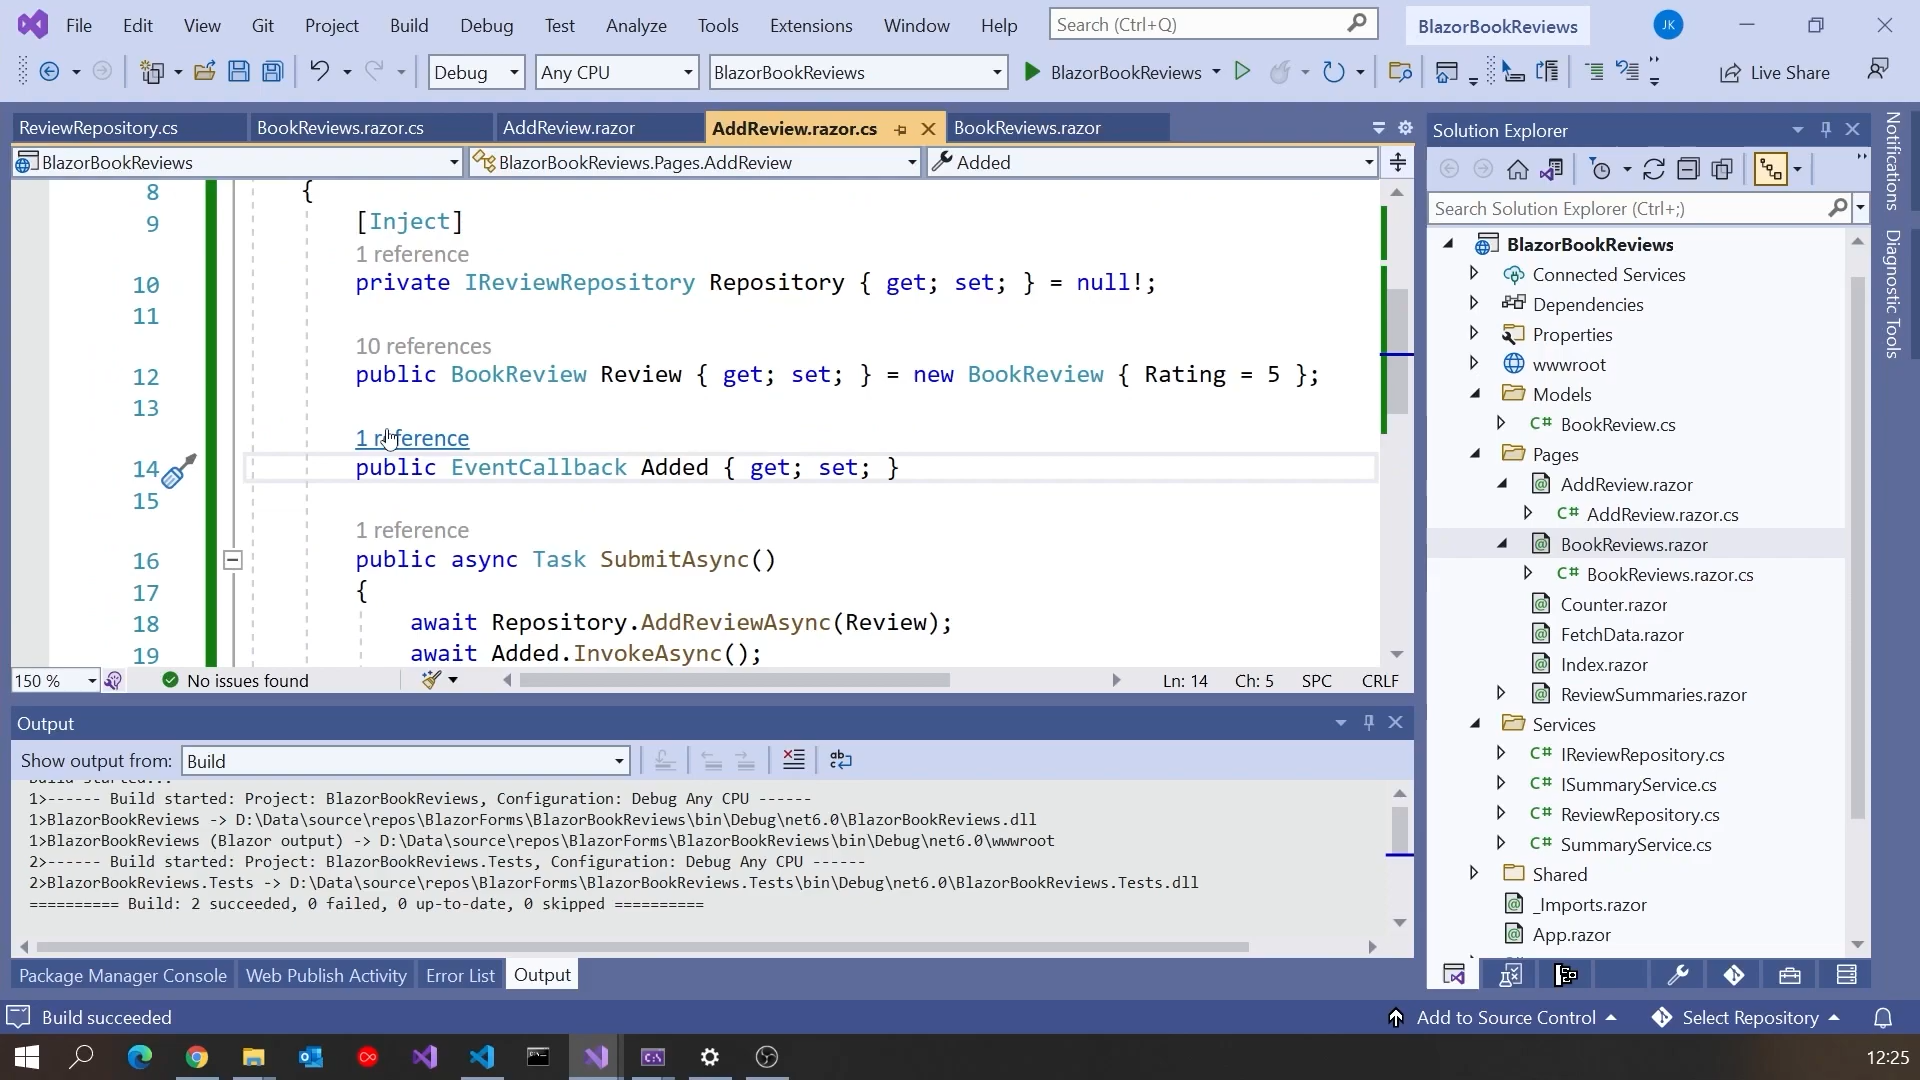 File Edit View Git Project Build Debug Test Analyze Tools Extensions Window Help Search (Ctrl+Q) BlazorBookReviews JK
Debug Any CPU BlazorBookReviews BlazorBookReviews Live Share
ReviewRepository.cs BookReviews.razor.cs AddReview.razor AddReview.razor.cs BookReviews.razor
BlazorBookReviews BlazorBookReviews.Pages.AddReview Added
8 {
9 [Inject]
1 reference
10 private IReviewRepository Repository { get; set; } = null!;
11
10 references
12 public BookReview Review { get; set; } = new BookReview { Rating = 5 };
13
1 reference
14 public EventCallback Added { get; set; }
15
1 reference
16 public async Task SubmitAsync()
17 {
18 await Repository.AddReviewAsync(Review);
19 await Added.InvokeAsync();
150 % No issues found Ln: 14 Ch: 5 SPC CRLF
Output
Show output from: Build
Build started...
1>------ Build started: Project: BlazorBookReviews, Configuration: Debug Any CPU ------
1>BlazorBookReviews -> D:\Data\source\repos\BlazorForms\BlazorBookReviews\bin\Debug\net6.0\BlazorBookReviews.dll
1>BlazorBookReviews (Blazor output) -> D:\Data\source\repos\BlazorForms\BlazorBookReviews\bin\Debug\net6.0\wwwroot
2>------ Build started: Project: BlazorBookReviews.Tests, Configuration: Debug Any CPU ------
2>BlazorBookReviews.Tests -> D:\Data\source\repos\BlazorForms\BlazorBookReviews.Tests\bin\Debug\net6.0\BlazorBookReviews.Tests.dll
========== Build: 2 succeeded, 0 failed, 0 up-to-date, 0 skipped ==========
Package Manager Console Web Publish Activity Error List Output
Solution Explorer
Search Solution Explorer (Ctrl+;)
BlazorBookReviews
Connected Services
Dependencies
Properties
wwwroot
Models
C# BookReview.cs
Pages
AddReview.razor
C# AddReview.razor.cs
BookReviews.razor
C# BookReviews.razor.cs
Counter.razor
FetchData.razor
Index.razor
ReviewSummaries.razor
Services
C# IReviewRepository.cs
C# ISummaryService.cs
C# ReviewRepository.cs
C# SummaryService.cs
Shared
_Imports.razor
App.razor
Notifications
Diagnostic Tools
Build succeeded Add to Source Control Select Repository
12:25